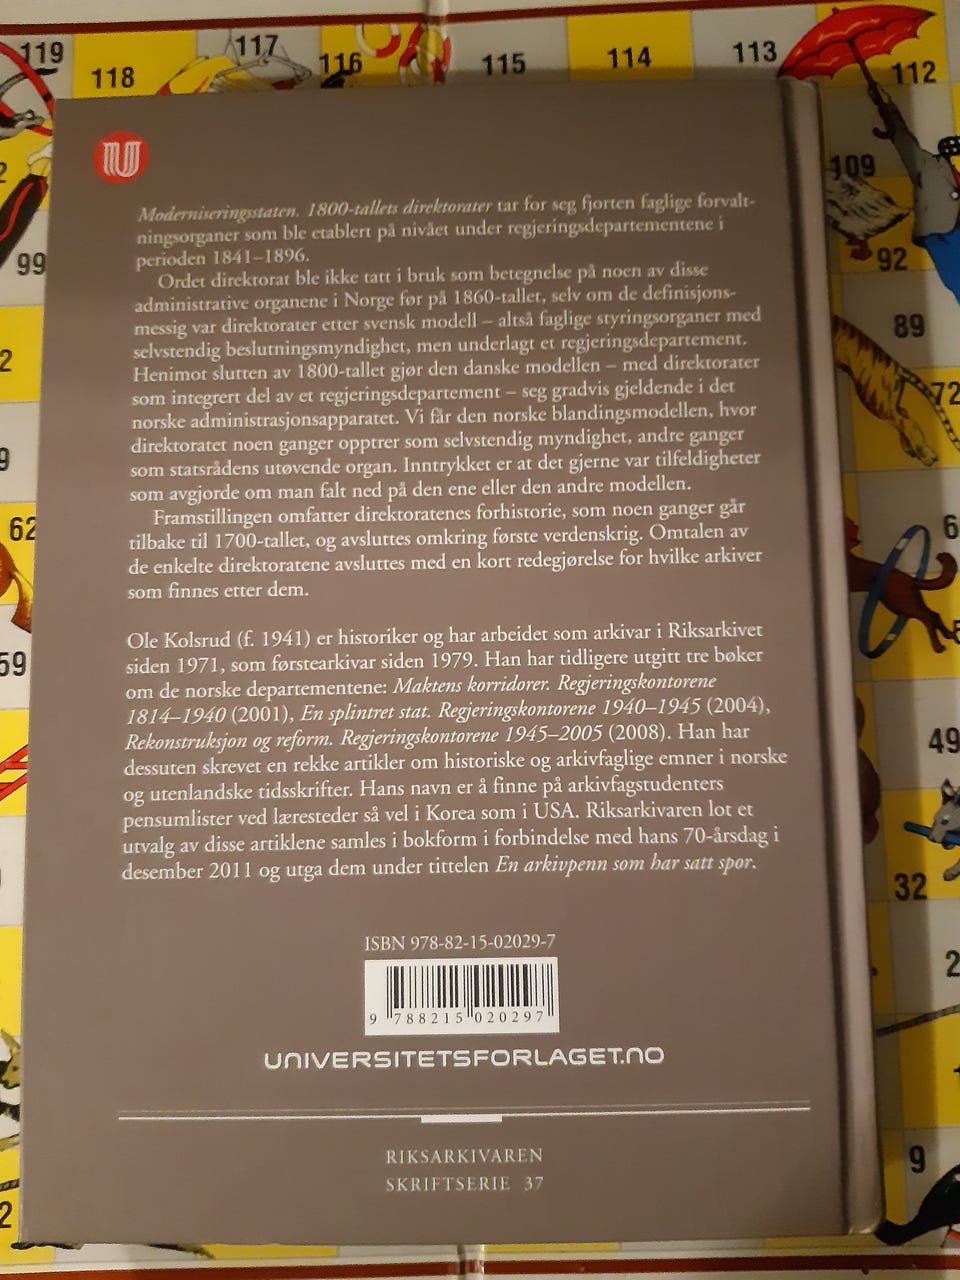 119
118
117
116
115
114
113
112
109
99
92
89
2
72
9
62
6
59
49
32
2
9
2
U
Moderniseringsstaten. 1800-tallets direktorater tar for seg fjorten faglige forvalt-
ningsorganer som ble etablert på nivået under regjeringsdepartementene i
perioden 1841–1896.
Ordet direktorat ble ikke tatt i bruk som betegnelse på noen av disse
administrative organene i Norge før på 1860-tallet, selv om de definisjons-
messig var direktorater etter svensk modell – altså faglige styringsorganer med
selvstendig beslutningsmyndighet, men underlagt et regjeringsdepartement.
Henimot slutten av 1800-tallet gjør den danske modellen – med direktorater
som integrert del av et regjeringsdepartement – seg gradvis gjeldende i det
norske administrasjonsapparatet. Vi får den norske blandingsmodellen, hvor
direktoratet noen ganger opptrer som selvstendig myndighet, andre ganger
som statsrådens utøvende organ. Inntrykket er at det gjerne var tilfeldigheter
som avgjorde om man falt ned på den ene eller den andre modellen.
Framstillingen omfatter direktoratenes forhistorie, som noen ganger går
tilbake til 1700-tallet, og avsluttes omkring første verdenskrig. Omtalen av
de enkelte direktoratene avsluttes med en kort redegjørelse for hvilke arkiver
som finnes etter dem.
Ole Kolsrud (f. 1941) er historiker og har arbeidet som arkivar i Riksarkivet
siden 1971, som førstearkivar siden 1979. Han har tidligere utgitt tre bøker
om de norske departementene: Maktens korridorer. Regjeringskontorene
1814–1940 (2001), En splintret stat. Regjeringskontorene 1940–1945 (2004),
Rekonstruksjon og reform. Regjeringskontorene 1945–2005 (2008). Han har
dessuten skrevet en rekke artikler om historiske og arkivfaglige emner i norske
og utenlandske tidsskrifter. Hans navn er å finne på arkivfagstudenters
pensumlister ved læresteder så vel i Korea som i USA. Riksarkivaren lot et
utvalg av disse artiklene samles i bokform i forbindelse med hans 70-årsdag i
desember 2011 og utga dem under tittelen En arkivpenn som har satt spor.
ISBN 978-82-15-02029-7
9 788215 020297
UNIVERSITETSFORLAGET.NO
RIKSARKIVAREN
SKRIFTSERIE 37